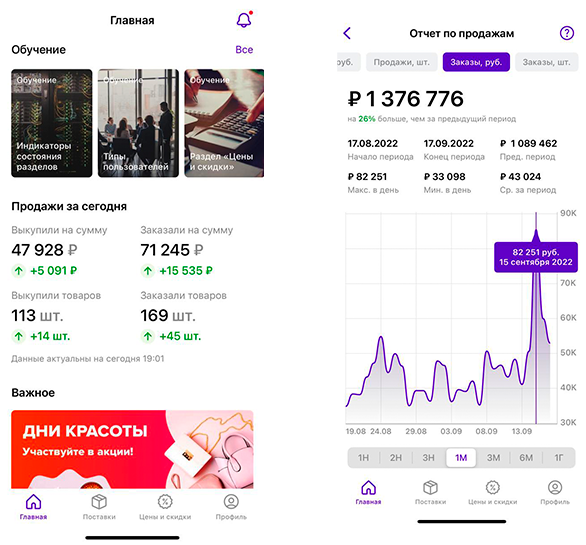 Главная
Обучение
Все
Обучение
Индикаторы
состояния
разделов
Обучение
Типы
пользователей
Обучение
Раздел «Цены
и скидки»
Продажи за сегодня
Выкупили на сумму
47 928 ₽
+5 091 ₽
Заказали на сумму
71 245 ₽
+15 535 ₽
Выкупили товаров
113 шт.
+14 шт.
Заказали товаров
169 шт.
+45 шт.
Данные актуальны на сегодня 19:01
Важное
ДНИ КРАСОТЫ
Участвуйте в акции!
Главная
Поставки
Цены и скидки
Профиль
Отчет по продажам
?
руб.
Продажи, шт.
Заказы, руб.
Заказы, шт.
₽ 1 376 776
на 26% больше, чем за предыдущий период
17.08.2022
Начало периода
17.09.2022
Конец периода
₽ 1 089 462
Пред. период
₽ 82 251
Макс. в день
₽ 33 098
Мин. в день
₽ 43 024
Ср. за период
90K
82 251 руб.
15 сентября 2022
70K
60K
50K
40K
30K
19.08
24.08
29.08
03.09
08.09
13.09
1Н
2Н
3Н
1М
3М
6М
1Г
Главная
Поставки
Цены и скидки
Профиль